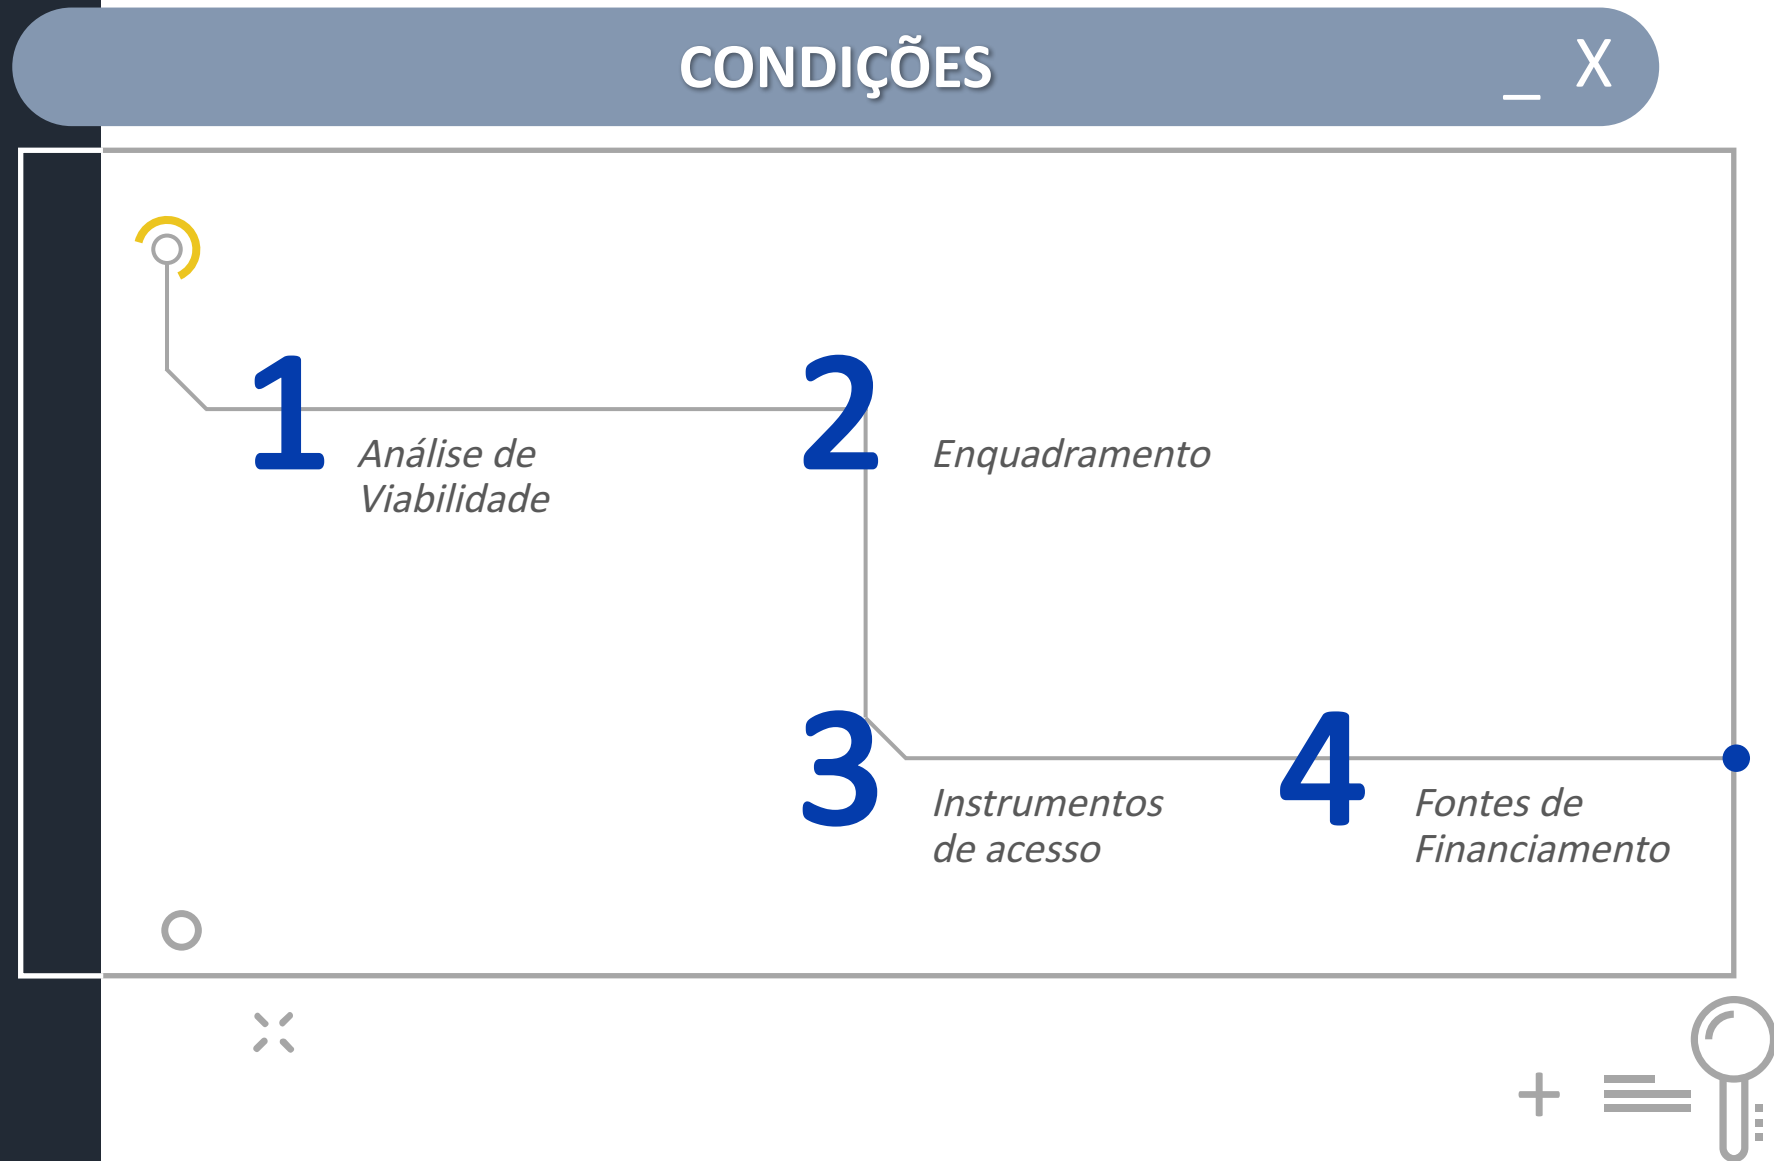 CONDIÇÕES
_ X
1
Análise de
Viabilidade
2
Enquadramento
3
Instrumentos
de acesso
4
Fontes de
Financiamento